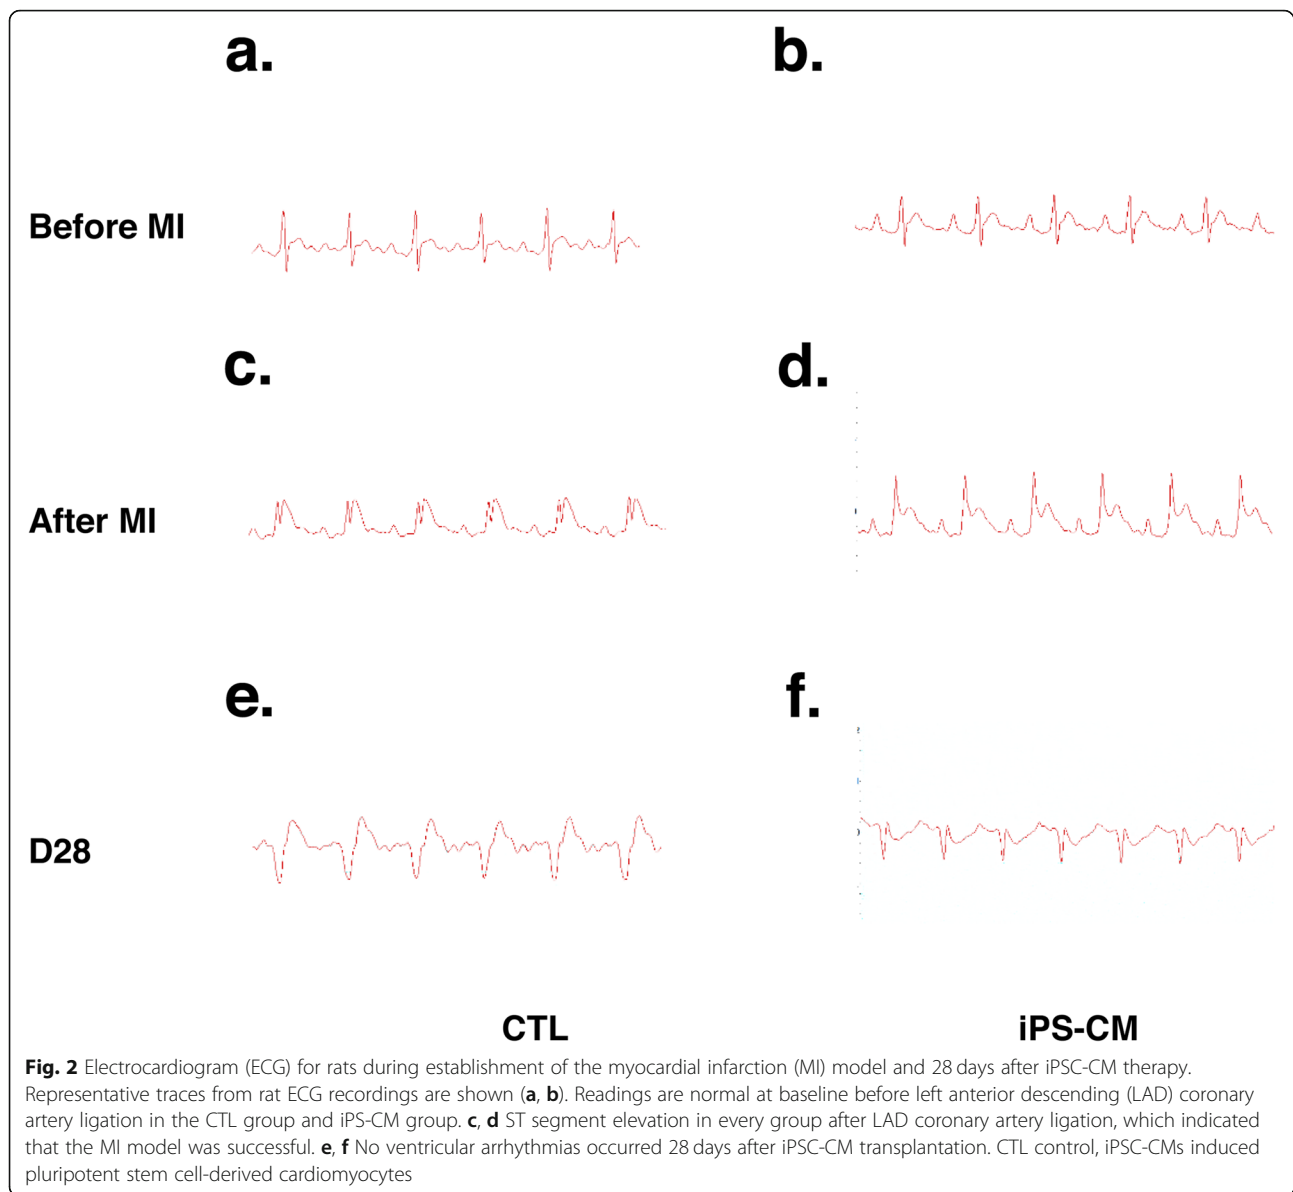 a.
b.
Before MI
c.
d.
After MI
e.
f.
D28
CTL
iPS-CM
Fig. 2 Electrocardiogram (ECG) for rats during establishment of the myocardial infarction (MI) model and 28 days after iPSC-CM therapy.
Representative traces from rat ECG recordings are shown (a, b). Readings are normal at baseline before left anterior descending (LAD) coronary
artery ligation in the CTL group and iPS-CM group. c, d ST segment elevation in every group after LAD coronary artery ligation, which indicated
that the MI model was successful. e, f No ventricular arrhythmias occurred 28 days after iPSC-CM transplantation. CTL control, iPSC-CMs induced
pluripotent stem cell-derived cardiomyocytes